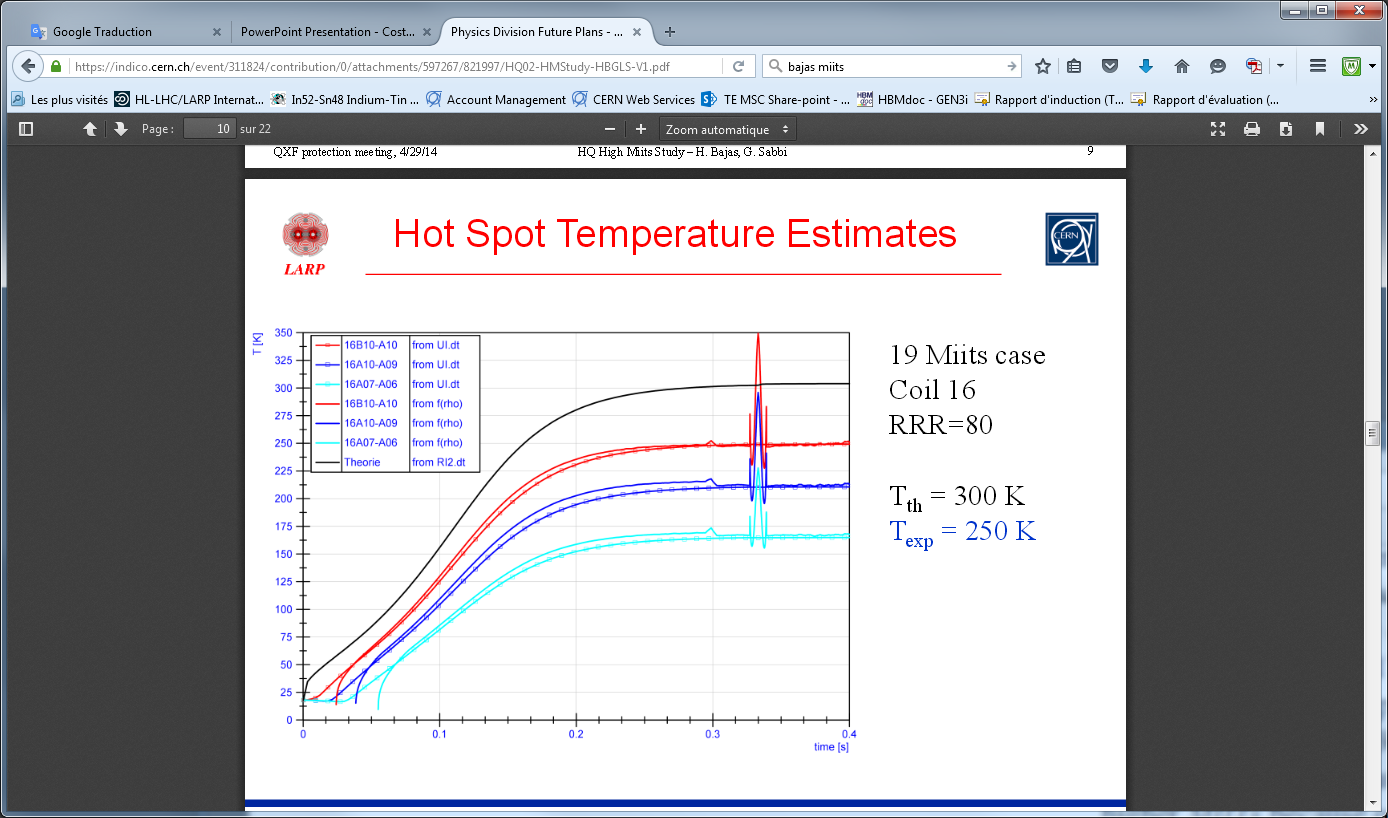 Google Traduction
PowerPoint Presentation - Cost...
Physics Division Future Plans - ...
https://indico.cern.ch/event/311824/contribution/0/attachments/597267/821997/HQ02-HMStudy-HBGLS-V1.pdf
bajas miits
Les plus visités
HL-LHC/LARP Internat...
In52-Sn48 Indium-Tin ...
Account Management
CERN Web Services
TE MSC Share-point - ...
HBMdoc - GEN3i
Rapport d'induction (T...
Rapport d'évaluation (...
Page :
10
sur 22
Zoom automatique
QXF protection meeting, 4/29/14
HQ High Miits Study – H. Bajas, G. Sabbi
9
LARP
Hot Spot Temperature Estimates
CERN
T [K]
350
325
300
275
250
225
200
175
150
125
100
75
50
25
0
16B10-A10 from UI.dt
16A10-A09 from UI.dt
16A07-A06 from UI.dt
16B10-A10 from f(rho)
16A10-A09 from f(rho)
16A07-A06 from f(rho)
Theorie from RI2.dt
0 0.1 0.2 0.3 0.4
time [s]
19 Miits case
Coil 16
RRR=80
Tth = 300 K
Texp = 250 K